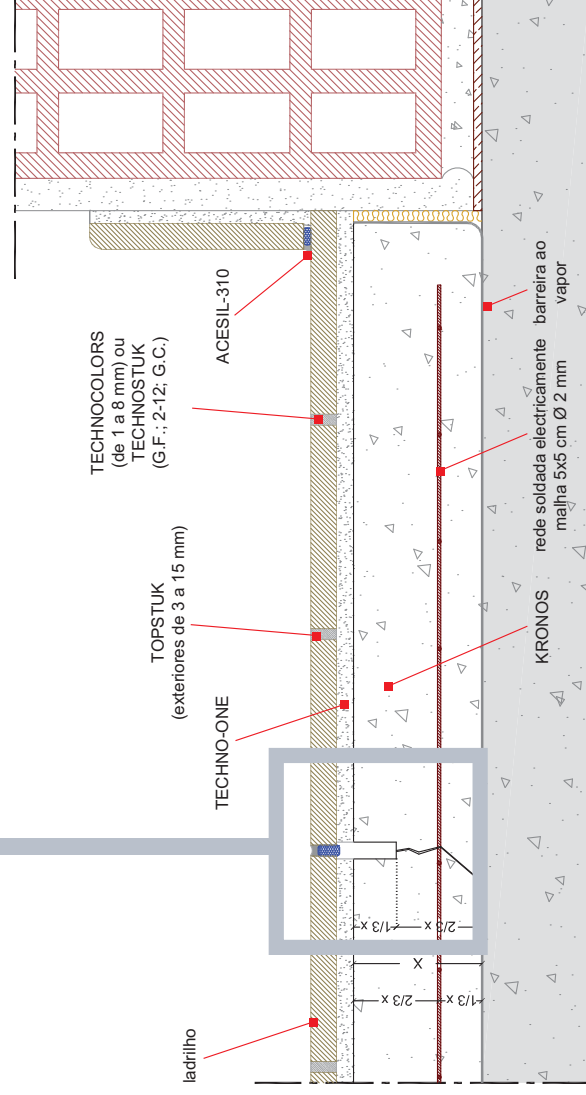 ladrilho
TECHNO-ONE
TOPSTUK
(exteriores de 3 a 15 mm)
TECHNOCOLORS
(de 1 a 8 mm) ou
TECHNOSTUK
(G.F.; 2-12; G.C.)
ACESIL-310
1/3 x
2/3 x
X
2/3 x
1/3 x
KRONOS
rede soldada electricamente
malha 5x5 cm Ø 2 mm
barreira ao
vapor